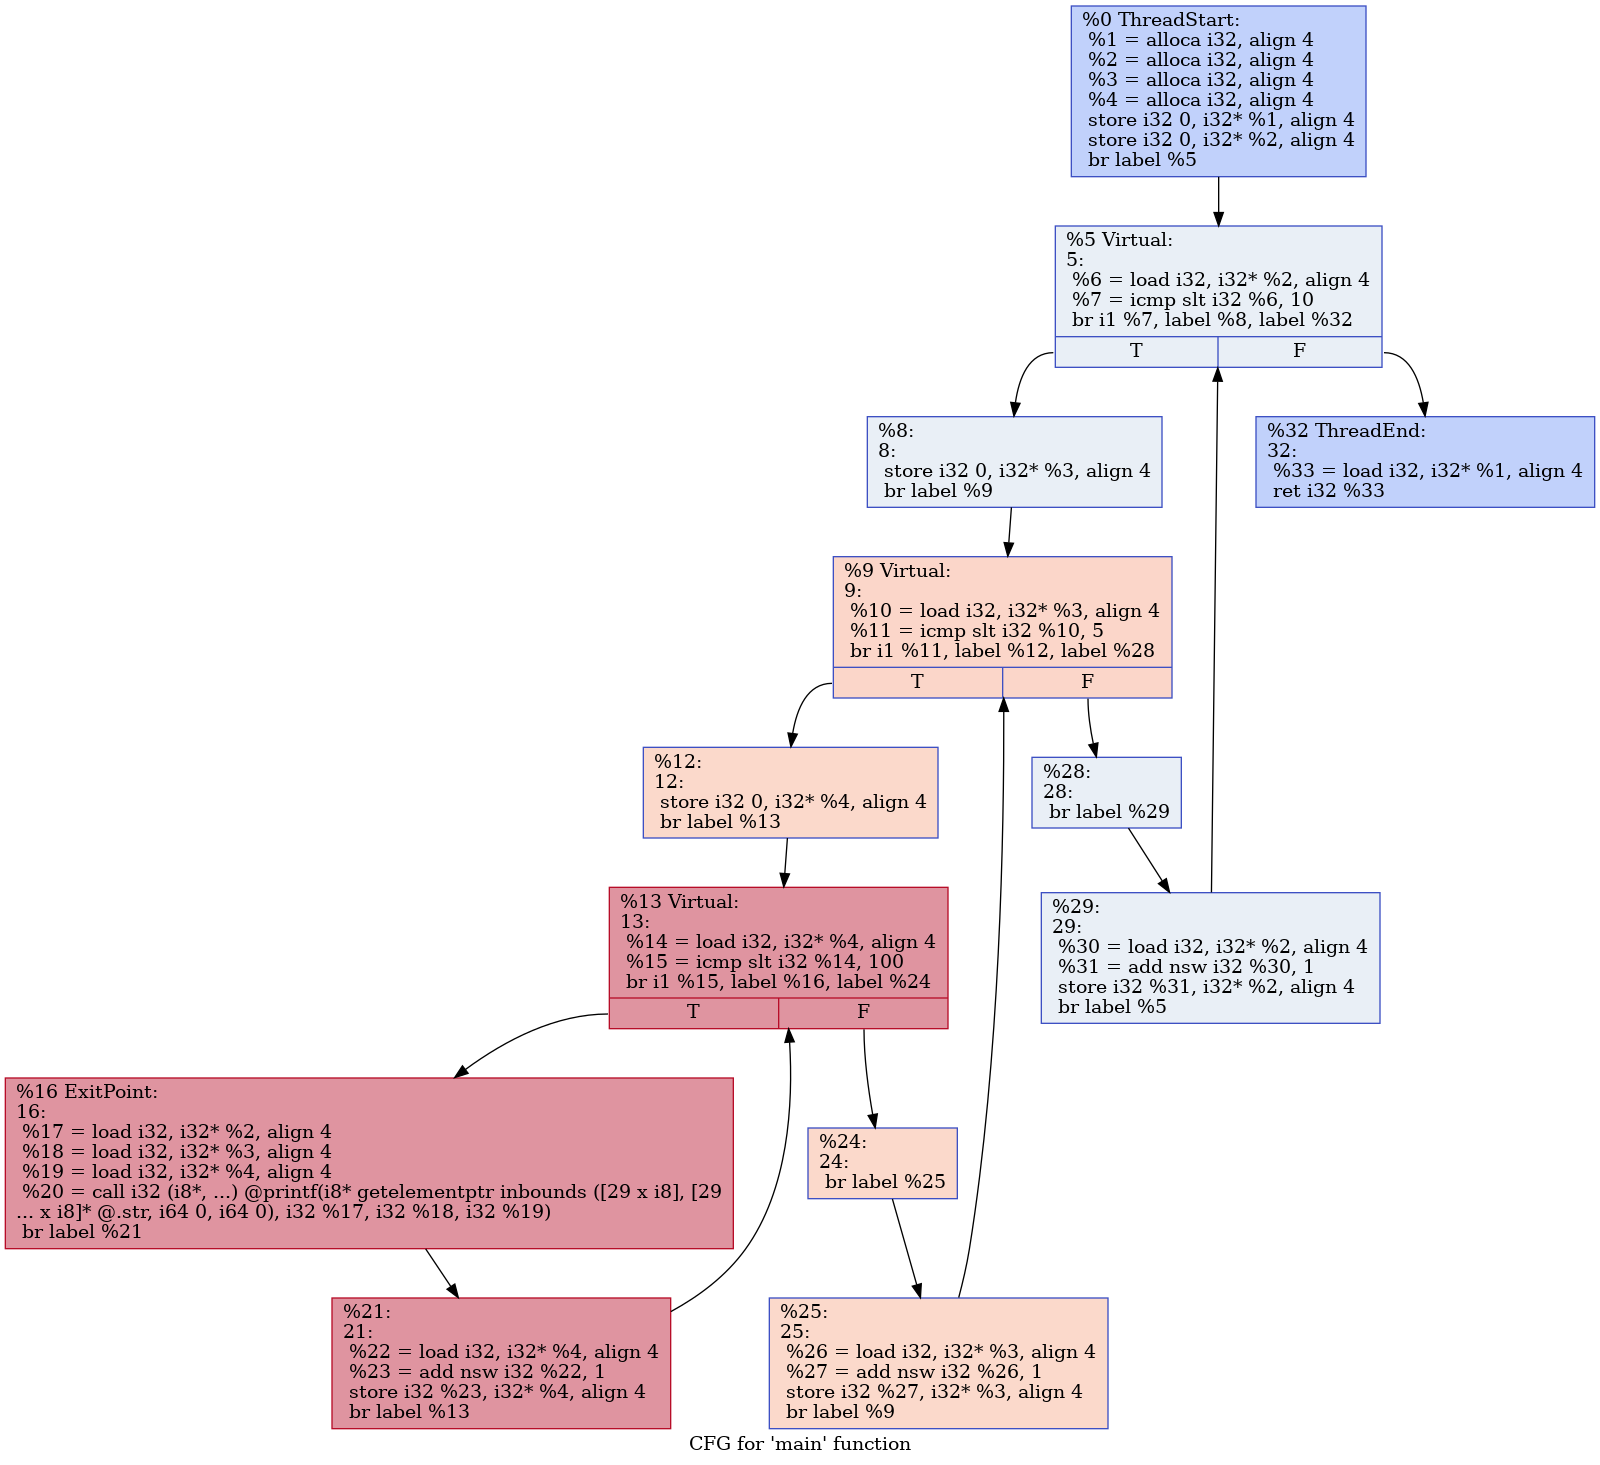 %0 ThreadStart:
%1 = alloca i32, align 4
%2 = alloca i32, align 4
%3 = alloca i32, align 4
%4 = alloca i32, align 4
store i32 0, i32* %1, align 4
store i32 0, i32* %2, align 4
br label %5
%5 Virtual:
5:
%6 = load i32, i32* %2, align 4
%7 = icmp slt i32 %6, 10
br i1 %7, label %8, label %32
T
F
%8:
8:
store i32 0, i32* %3, align 4
br label %9
%32 ThreadEnd:
32:
%33 = load i32, i32* %1, align 4
ret i32 %33
%9 Virtual:
9:
%10 = load i32, i32* %3, align 4
%11 = icmp slt i32 %10, 5
br i1 %11, label %12, label %28
T
F
%12:
12:
store i32 0, i32* %4, align 4
br label %13
%28:
28:
br label %29
%13 Virtual:
13:
%14 = load i32, i32* %4, align 4
%15 = icmp slt i32 %14, 100
br i1 %15, label %16, label %24
T
F
%29:
29:
%30 = load i32, i32* %2, align 4
%31 = add nsw i32 %30, 1
store i32 %31, i32* %2, align 4
br label %5
%16 ExitPoint:
16:
%17 = load i32, i32* %2, align 4
%18 = load i32, i32* %3, align 4
%19 = load i32, i32* %4, align 4
%20 = call i32 (i8*, ...) @printf(i8* getelementptr inbounds ([29 x i8], [29
... x i8]* @.str, i64 0, i64 0), i32 %17, i32 %18, i32 %19)
br label %21
%24:
24:
br label %25
%21:
21:
%22 = load i32, i32* %4, align 4
%23 = add nsw i32 %22, 1
store i32 %23, i32* %4, align 4
br label %13
%25:
25:
%26 = load i32, i32* %3, align 4
%27 = add nsw i32 %26, 1
store i32 %27, i32* %3, align 4
br label %9
CFG for 'main' function